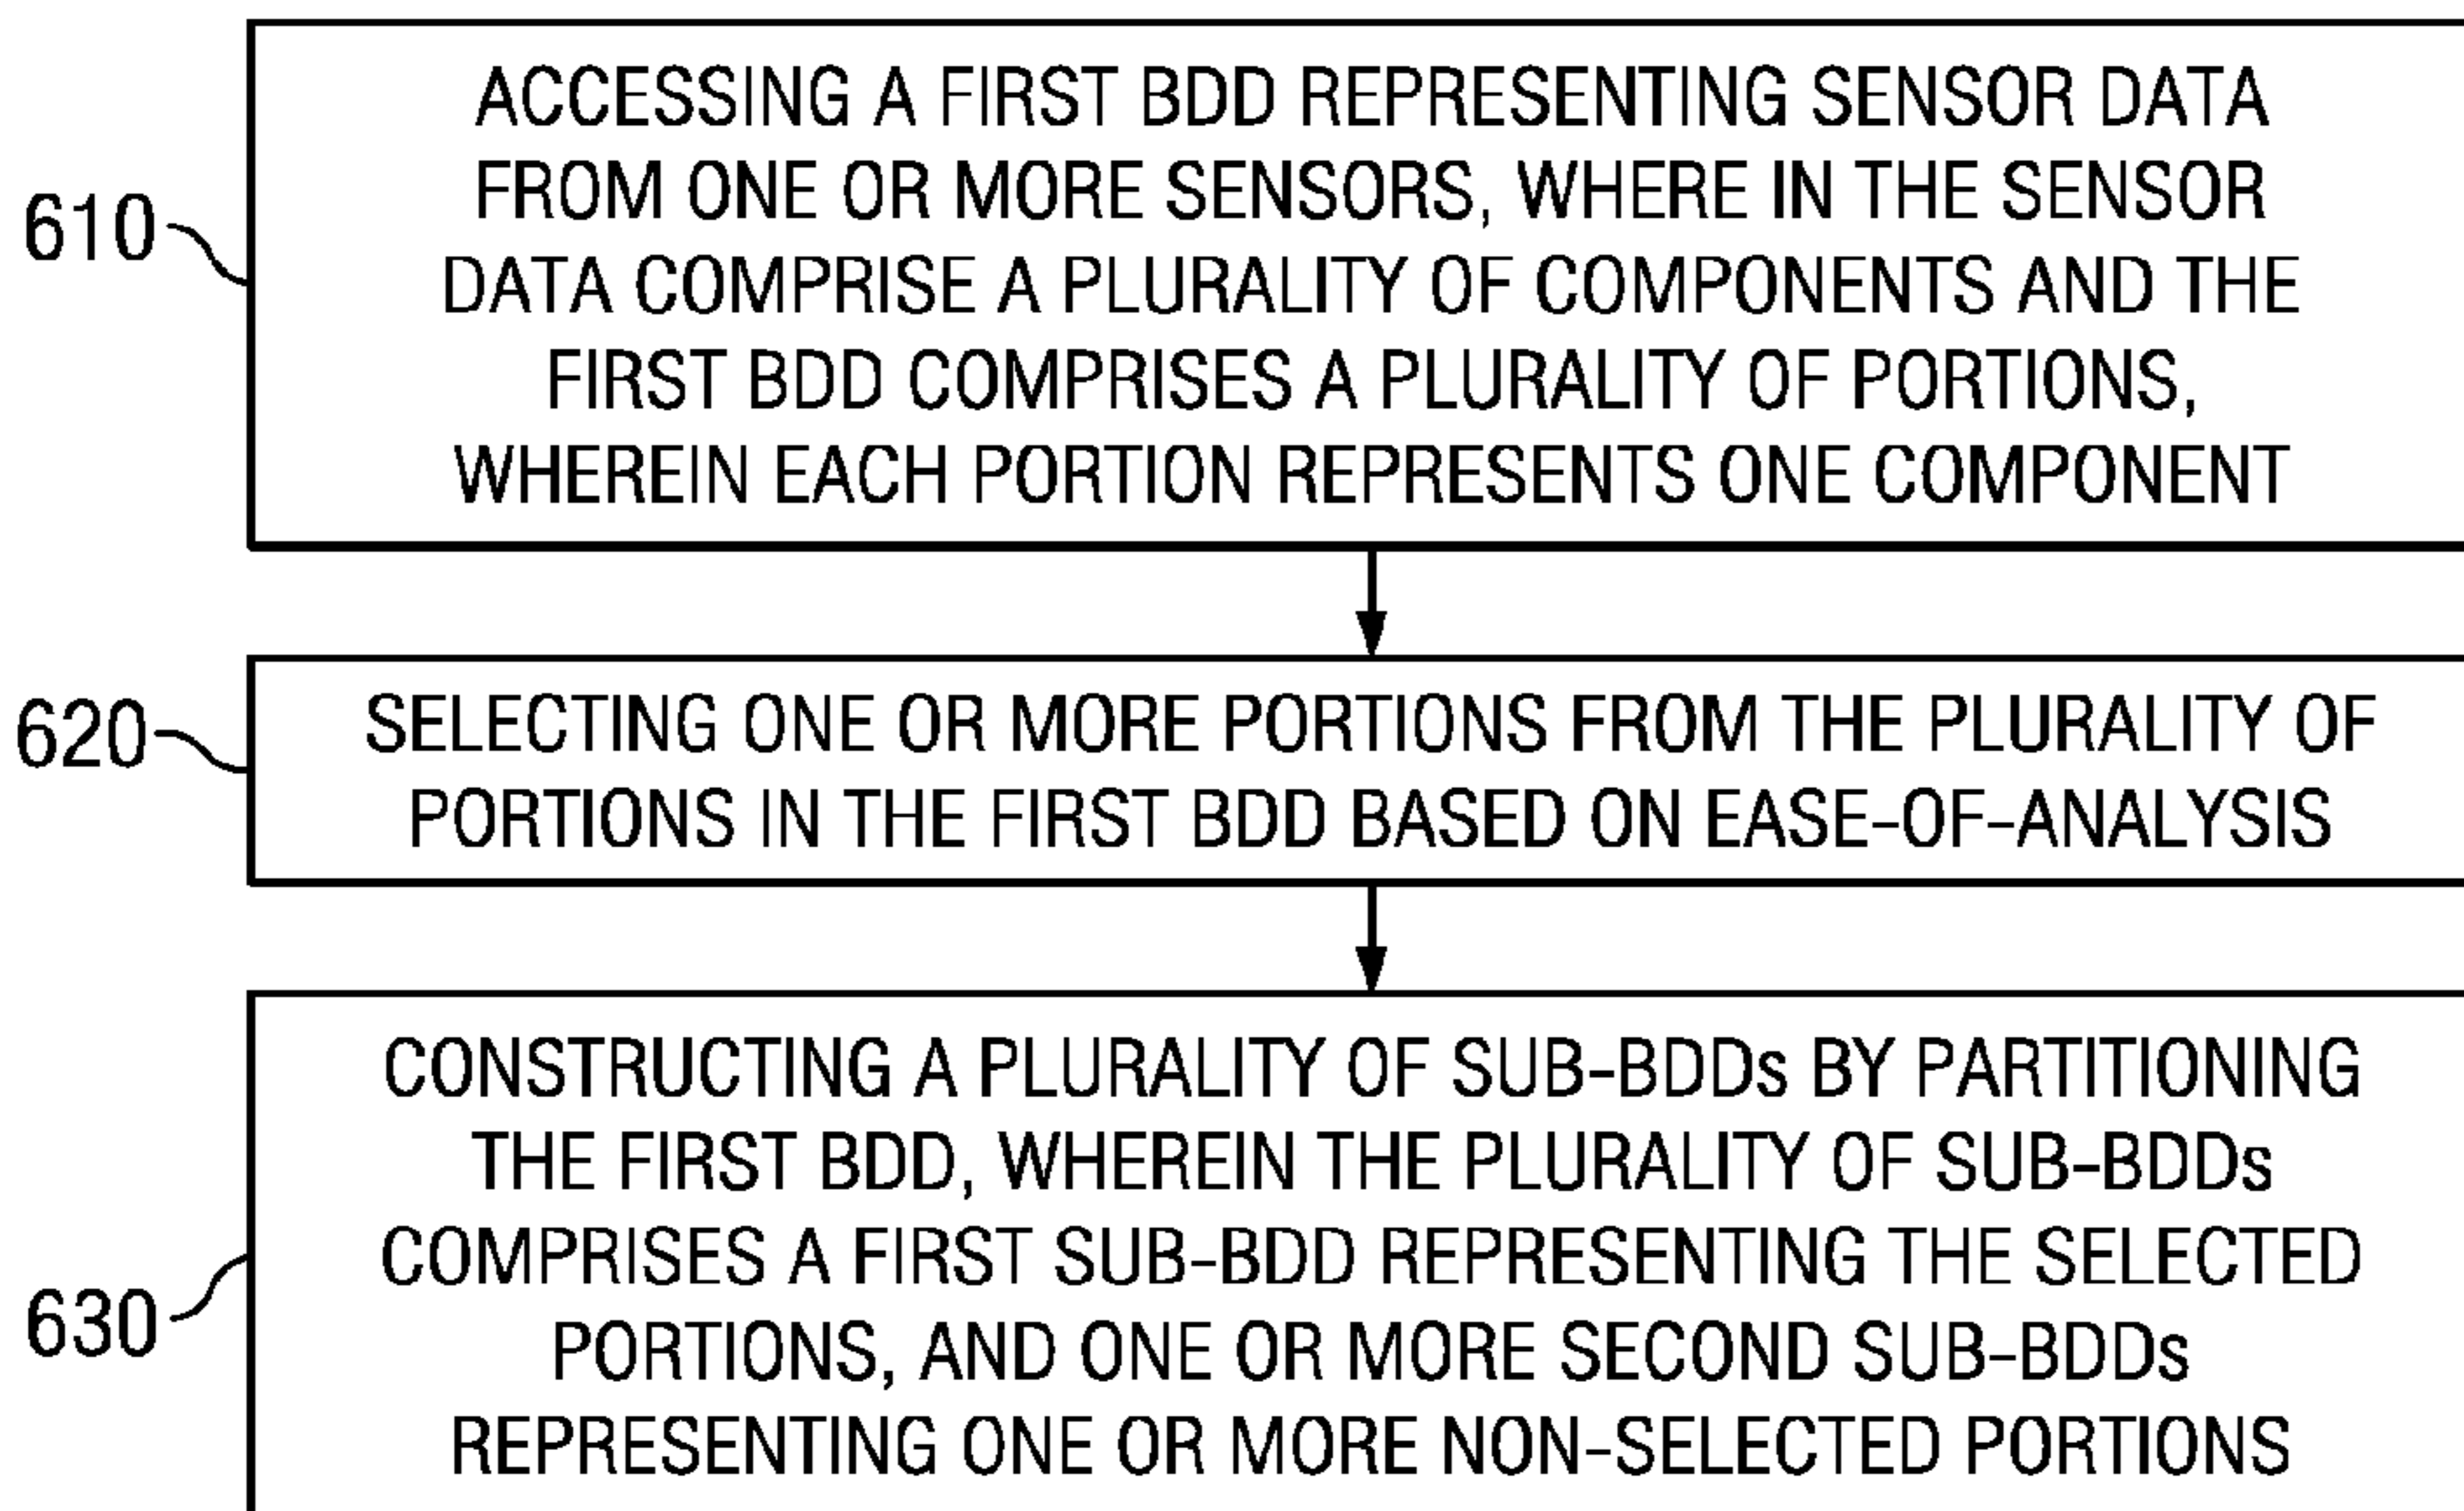 610
ACCESSING A FIRST BDD REPRESENTING SENSOR DATA
FROM ONE OR MORE SENSORS, WHERE IN THE SENSOR
DATA COMPRISE A PLURALITY OF COMPONENTS AND THE
FIRST BDD COMPRISES A PLURALITY OF PORTIONS,
WHEREIN EACH PORTION REPRESENTS ONE COMPONENT
620
SELECTING ONE OR MORE PORTIONS FROM THE PLURALITY OF
PORTIONS IN THE FIRST BDD BASED ON EASE-OF-ANALYSIS
630
CONSTRUCTING A PLURALITY OF SUB-BDDs BY PARTITIONING
THE FIRST BDD, WHEREIN THE PLURALITY OF SUB-BDDs
COMPRISES A FIRST SUB-BDD REPRESENTING THE SELECTED
PORTIONS, AND ONE OR MORE SECOND SUB-BDDs
REPRESENTING ONE OR MORE NON-SELECTED PORTIONS